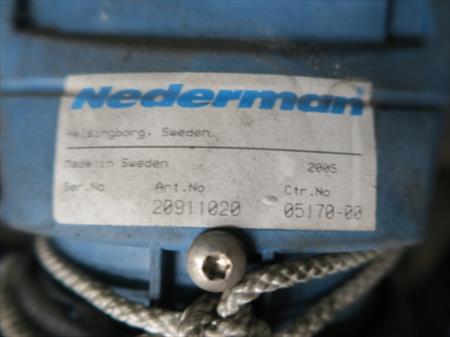 Nederman
Helsingborg, Sweden
Made in Sweden 2005
Ser.No Art.No Ctr.No
20911020 05170-00